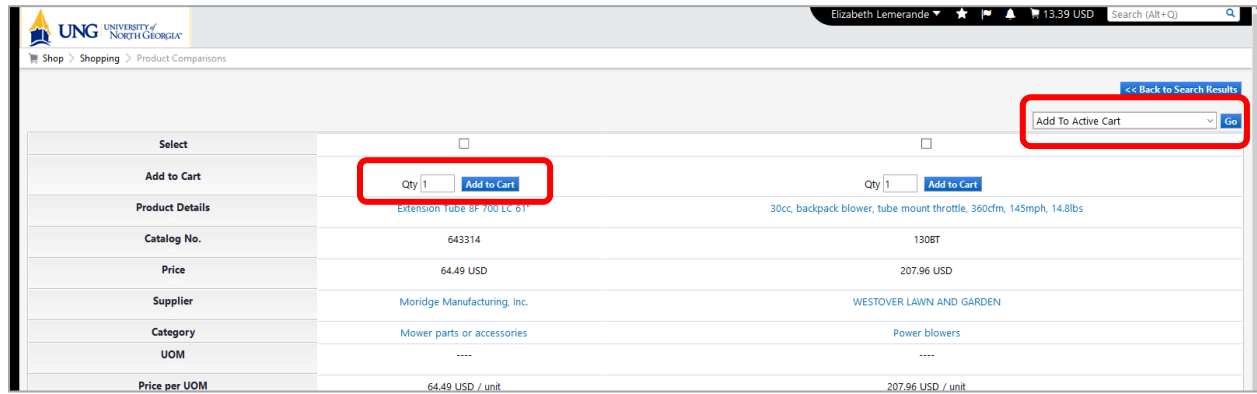 Elizabeth Lemerande 13.39 USD Search (Alt+Q)
UNG UNIVERSITY of
NORTH GEORGIA
Shop > Shopping > Product Comparisons
<< Back to Search Results
Add To Active Cart Go
Select
Add to Cart Qty 1 Add to Cart Qty 1 Add to Cart
Product Details Extension Tube 8F 700 LC 61" 30cc, backpack blower, tube mount throttle, 360cfm, 145mph, 14.8lbs
Catalog No. 643314 130BT
Price 64.49 USD 207.96 USD
Supplier Moridge Manufacturing, Inc. WESTOVER LAWN AND GARDEN
Category Mower parts or accessories Power blowers
UOM ---- ----
Price per UOM 64.49 USD / unit 207.96 USD / unit